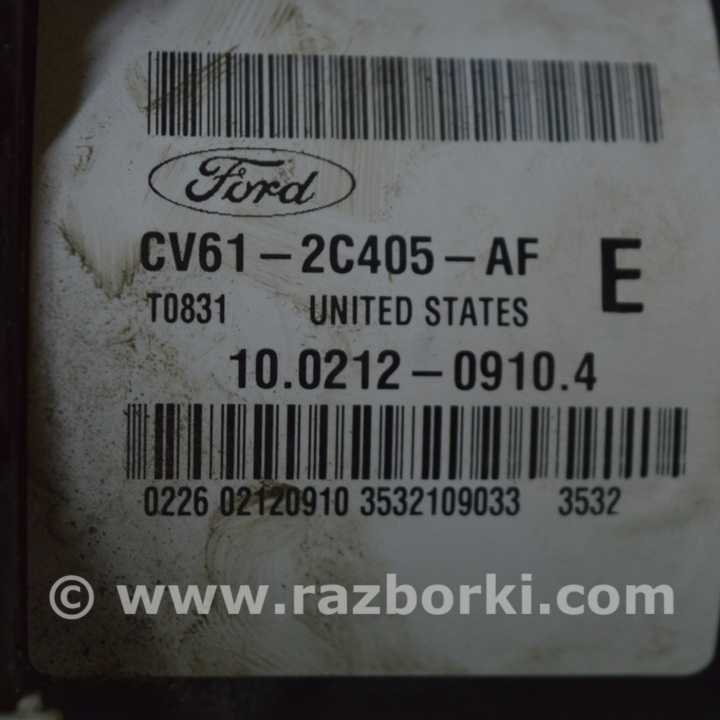 Ford
CV61-2C405-AF E
T0831 UNITED STATES
10.0212-0910.4
0226 02120910 3532109033 3532
© www.razborki.com